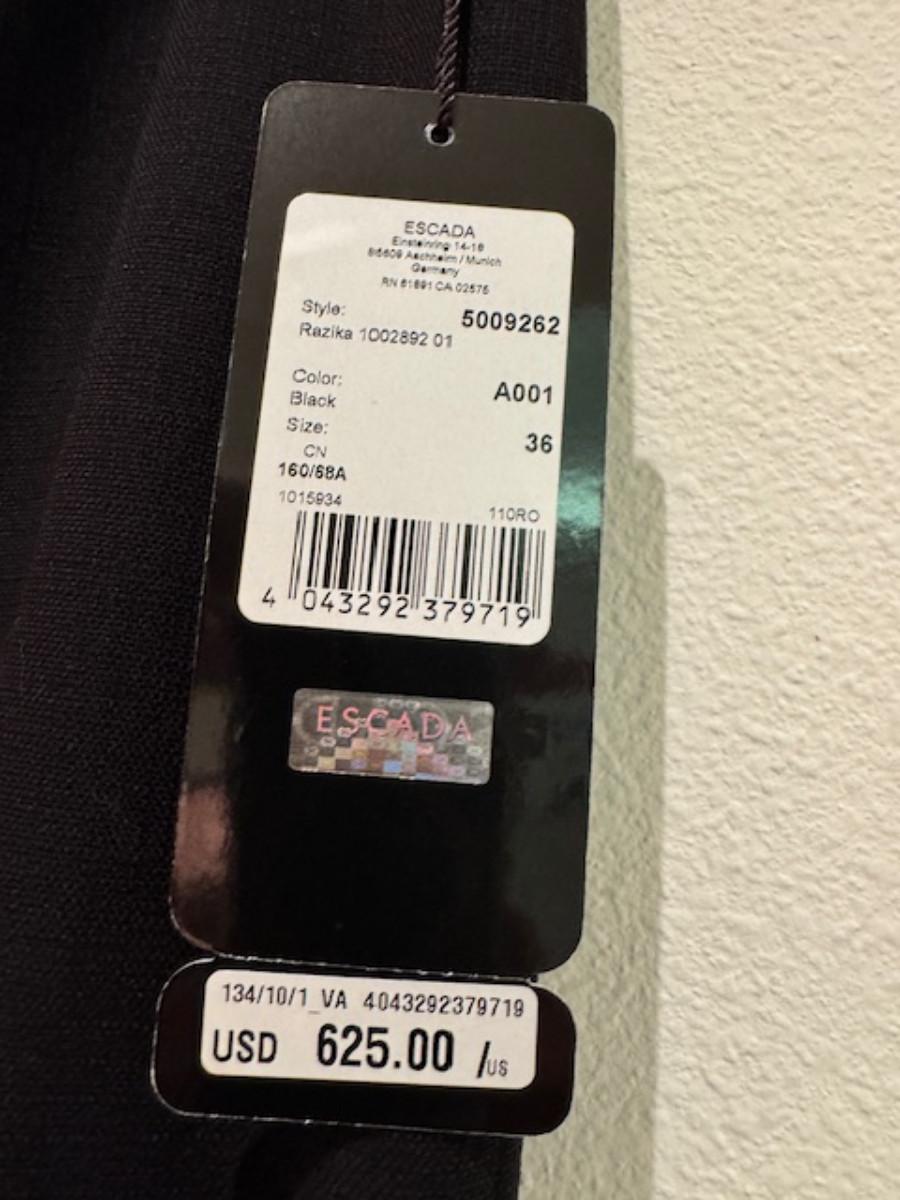 ESCADA
Einsteinring 14-18
85609 Aschheim / Munich
Germany
RN 61891 CA 02575
Style:
5009262
Razika 1002892 01
Color:
Black
A001
Size:
36
CN
160/68A
1015934
110RO
4 043292 379719
ESCADA
134/10/1_VA 4043292379719
USD 625.00 /US